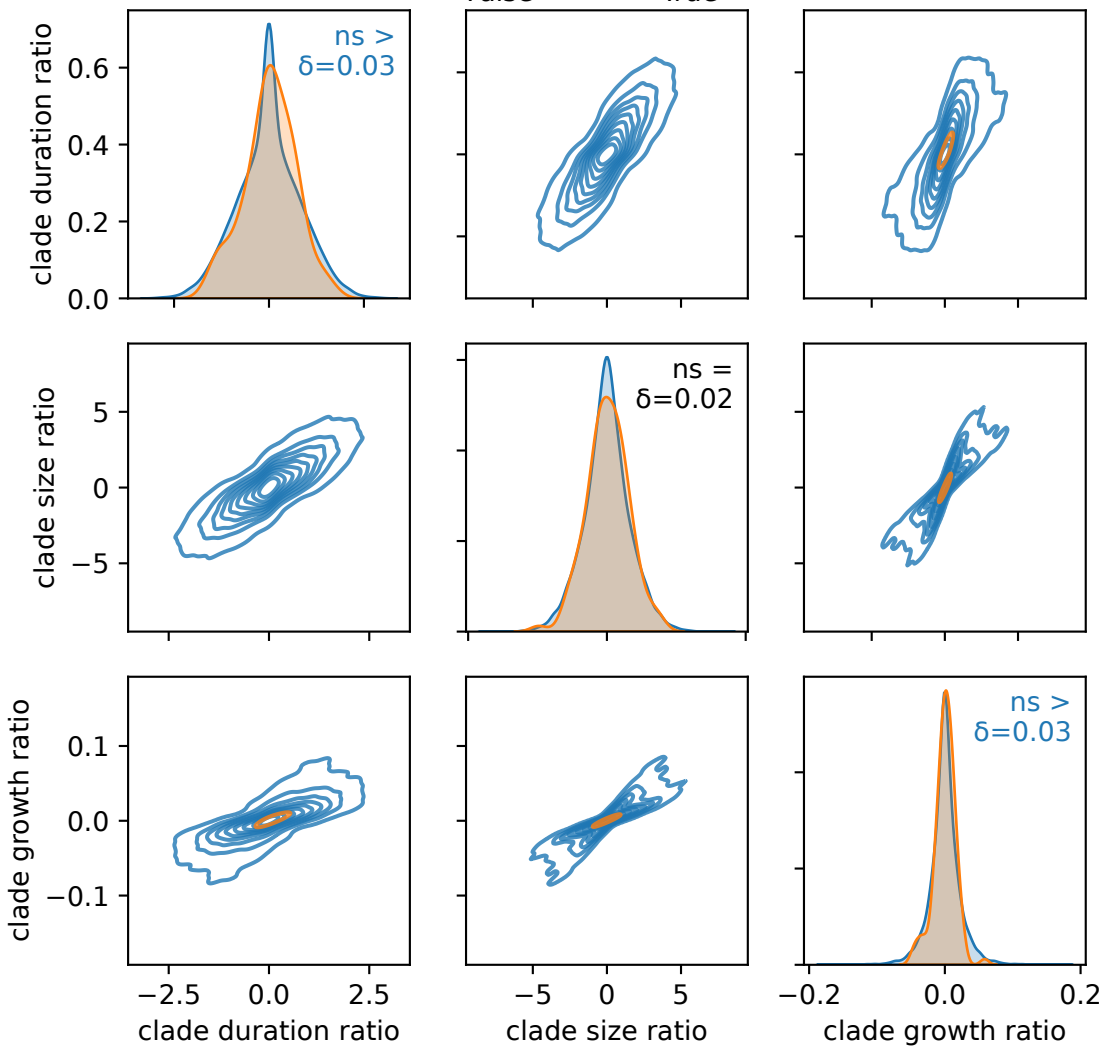 True
clade duration ratio
0.6
0.4
0.2
0.0
ns >
δ=0.03
clade size ratio
5
0
−5
ns =
δ=0.02
clade growth ratio
0.1
0.0
−0.1
ns >
δ=0.03
−2.5 0.0 2.5
−5 0 5
−0.2 0.0 0.2
clade duration ratio
clade size ratio
clade growth ratio